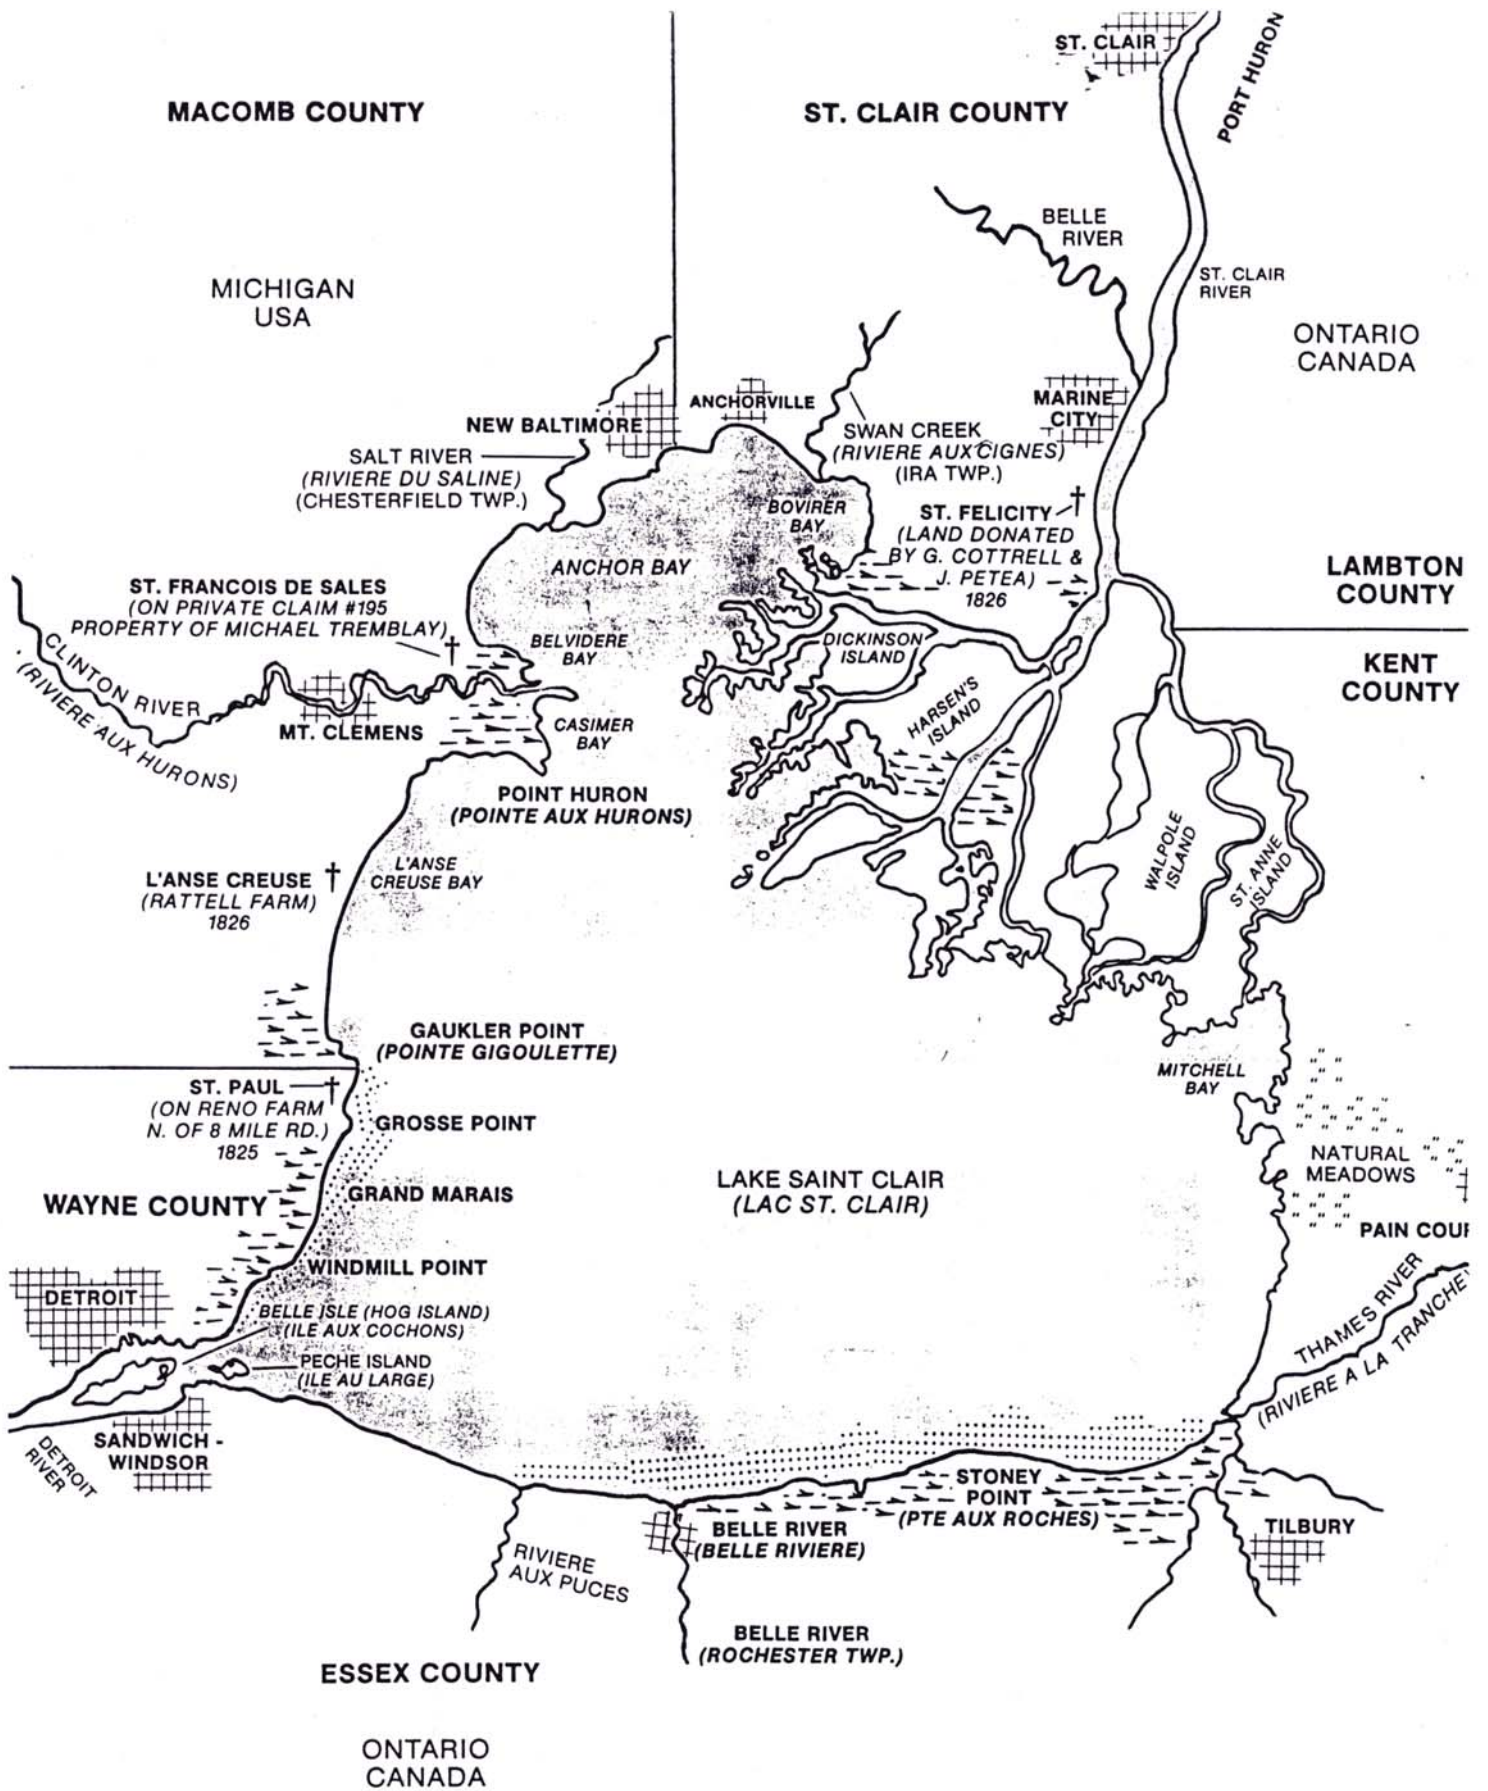 ST. CLAIR
PORT HURON
MACOMB COUNTY
ST. CLAIR COUNTY
BELLE
RIVER
ST. CLAIR
RIVER
MICHIGAN
USA
ONTARIO
CANADA
NEW BALTIMORE
ANCHORVILLE
MARINE
CITY
SALT RIVER
(RIVIERE DU SALINE)
(CHESTERFIELD TWP.)
SWAN CREEK
(RIVIERE AUX CIGNES)
(IRA TWP.)
BOVIRER
BAY
ST. FELICITY
(LAND DONATED
BY G. COTTRELL &
J. PETEA)
1826
ANCHOR BAY
LAMBTON
COUNTY
ST. FRANCOIS DE SALES
(ON PRIVATE CLAIM #195
PROPERTY OF MICHAEL TREMBLAY)
BELVIDERE
BAY
DICKINSON
ISLAND
KENT
COUNTY
CLINTON RIVER
(RIVIERE AUX HURONS)
MT. CLEMENS
CASIMER
BAY
HARSEN'S
ISLAND
POINT HURON
(POINTE AUX HURONS)
WALPOLE
ISLAND
ST. ANNE
ISLAND
L'ANSE
CREUSE BAY
L'ANSE CREUSE
(RATTELL FARM)
1826
GAUKLER POINT
(POINTE GIGOULETTE)
MITCHELL
BAY
ST. PAUL
(ON RENO FARM
N. OF 8 MILE RD.)
1825
GROSSE POINT
NATURAL
MEADOWS
LAKE SAINT CLAIR
(LAC ST. CLAIR)
WAYNE COUNTY
GRAND MARAIS
PAIN COUR
WINDMILL POINT
DETROIT
BELLE ISLE (HOG ISLAND)
(ILE AUX COCHONS)
THAMES RIVER
(RIVIERE A LA TRANCHE)
PECHE ISLAND
(ILE AU LARGE)
DETROIT
RIVER
SANDWICH -
WINDSOR
STONEY
POINT
(PTE AUX ROCHES)
BELLE RIVER
(BELLE RIVIERE)
TILBURY
RIVIERE
AUX PUCES
BELLE RIVER
(ROCHESTER TWP.)
ESSEX COUNTY
ONTARIO
CANADA